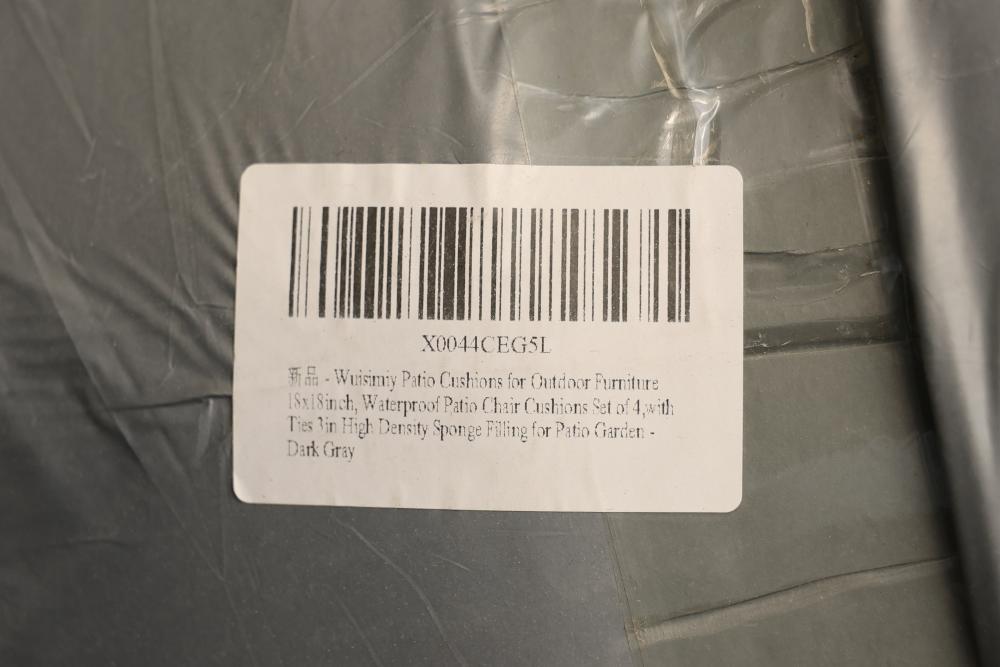 X0044CEG5L
新品 - Wuisimiy Patio Cushions for Outdoor Furniture
18x18inch, Waterproof Patio Chair Cushions Set of 4,with
Ties 3in High Density Sponge Filling for Patio Garden -
Dark Gray